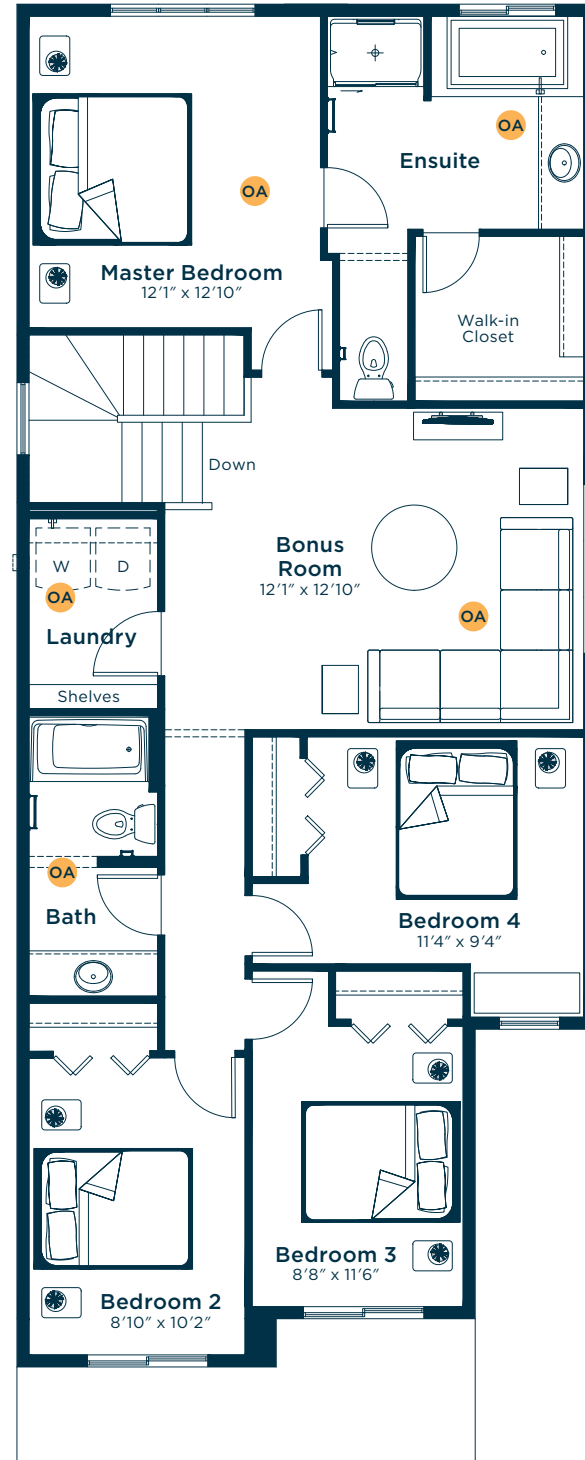 OA
Ensuite
OA
Master Bedroom
12'1" x 12'10"
Walk-in
Closet
Down
Bonus
Room
12'1" x 12'10"
W
D
OA
Laundry
OA
Shelves
OA
Bath
Bedroom 4
11'4" x 9'4"
Bedroom 3
8'8" x 11'6"
Bedroom 2
8'10" x 10'2"